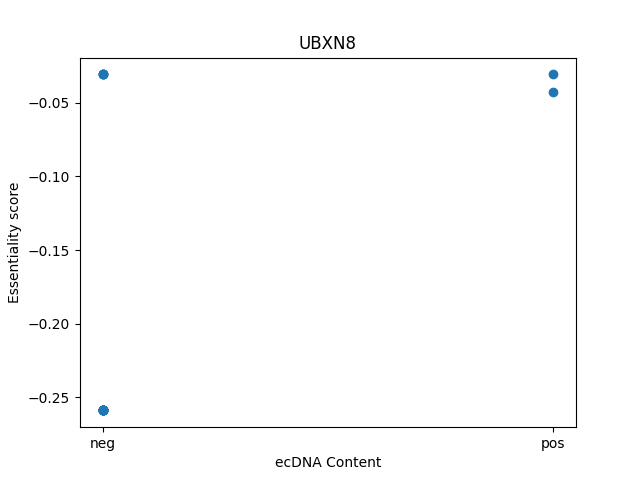 UBXN8
Essentiality score
−0.05
−0.10
−0.15
−0.20
−0.25
neg
pos
ecDNA Content